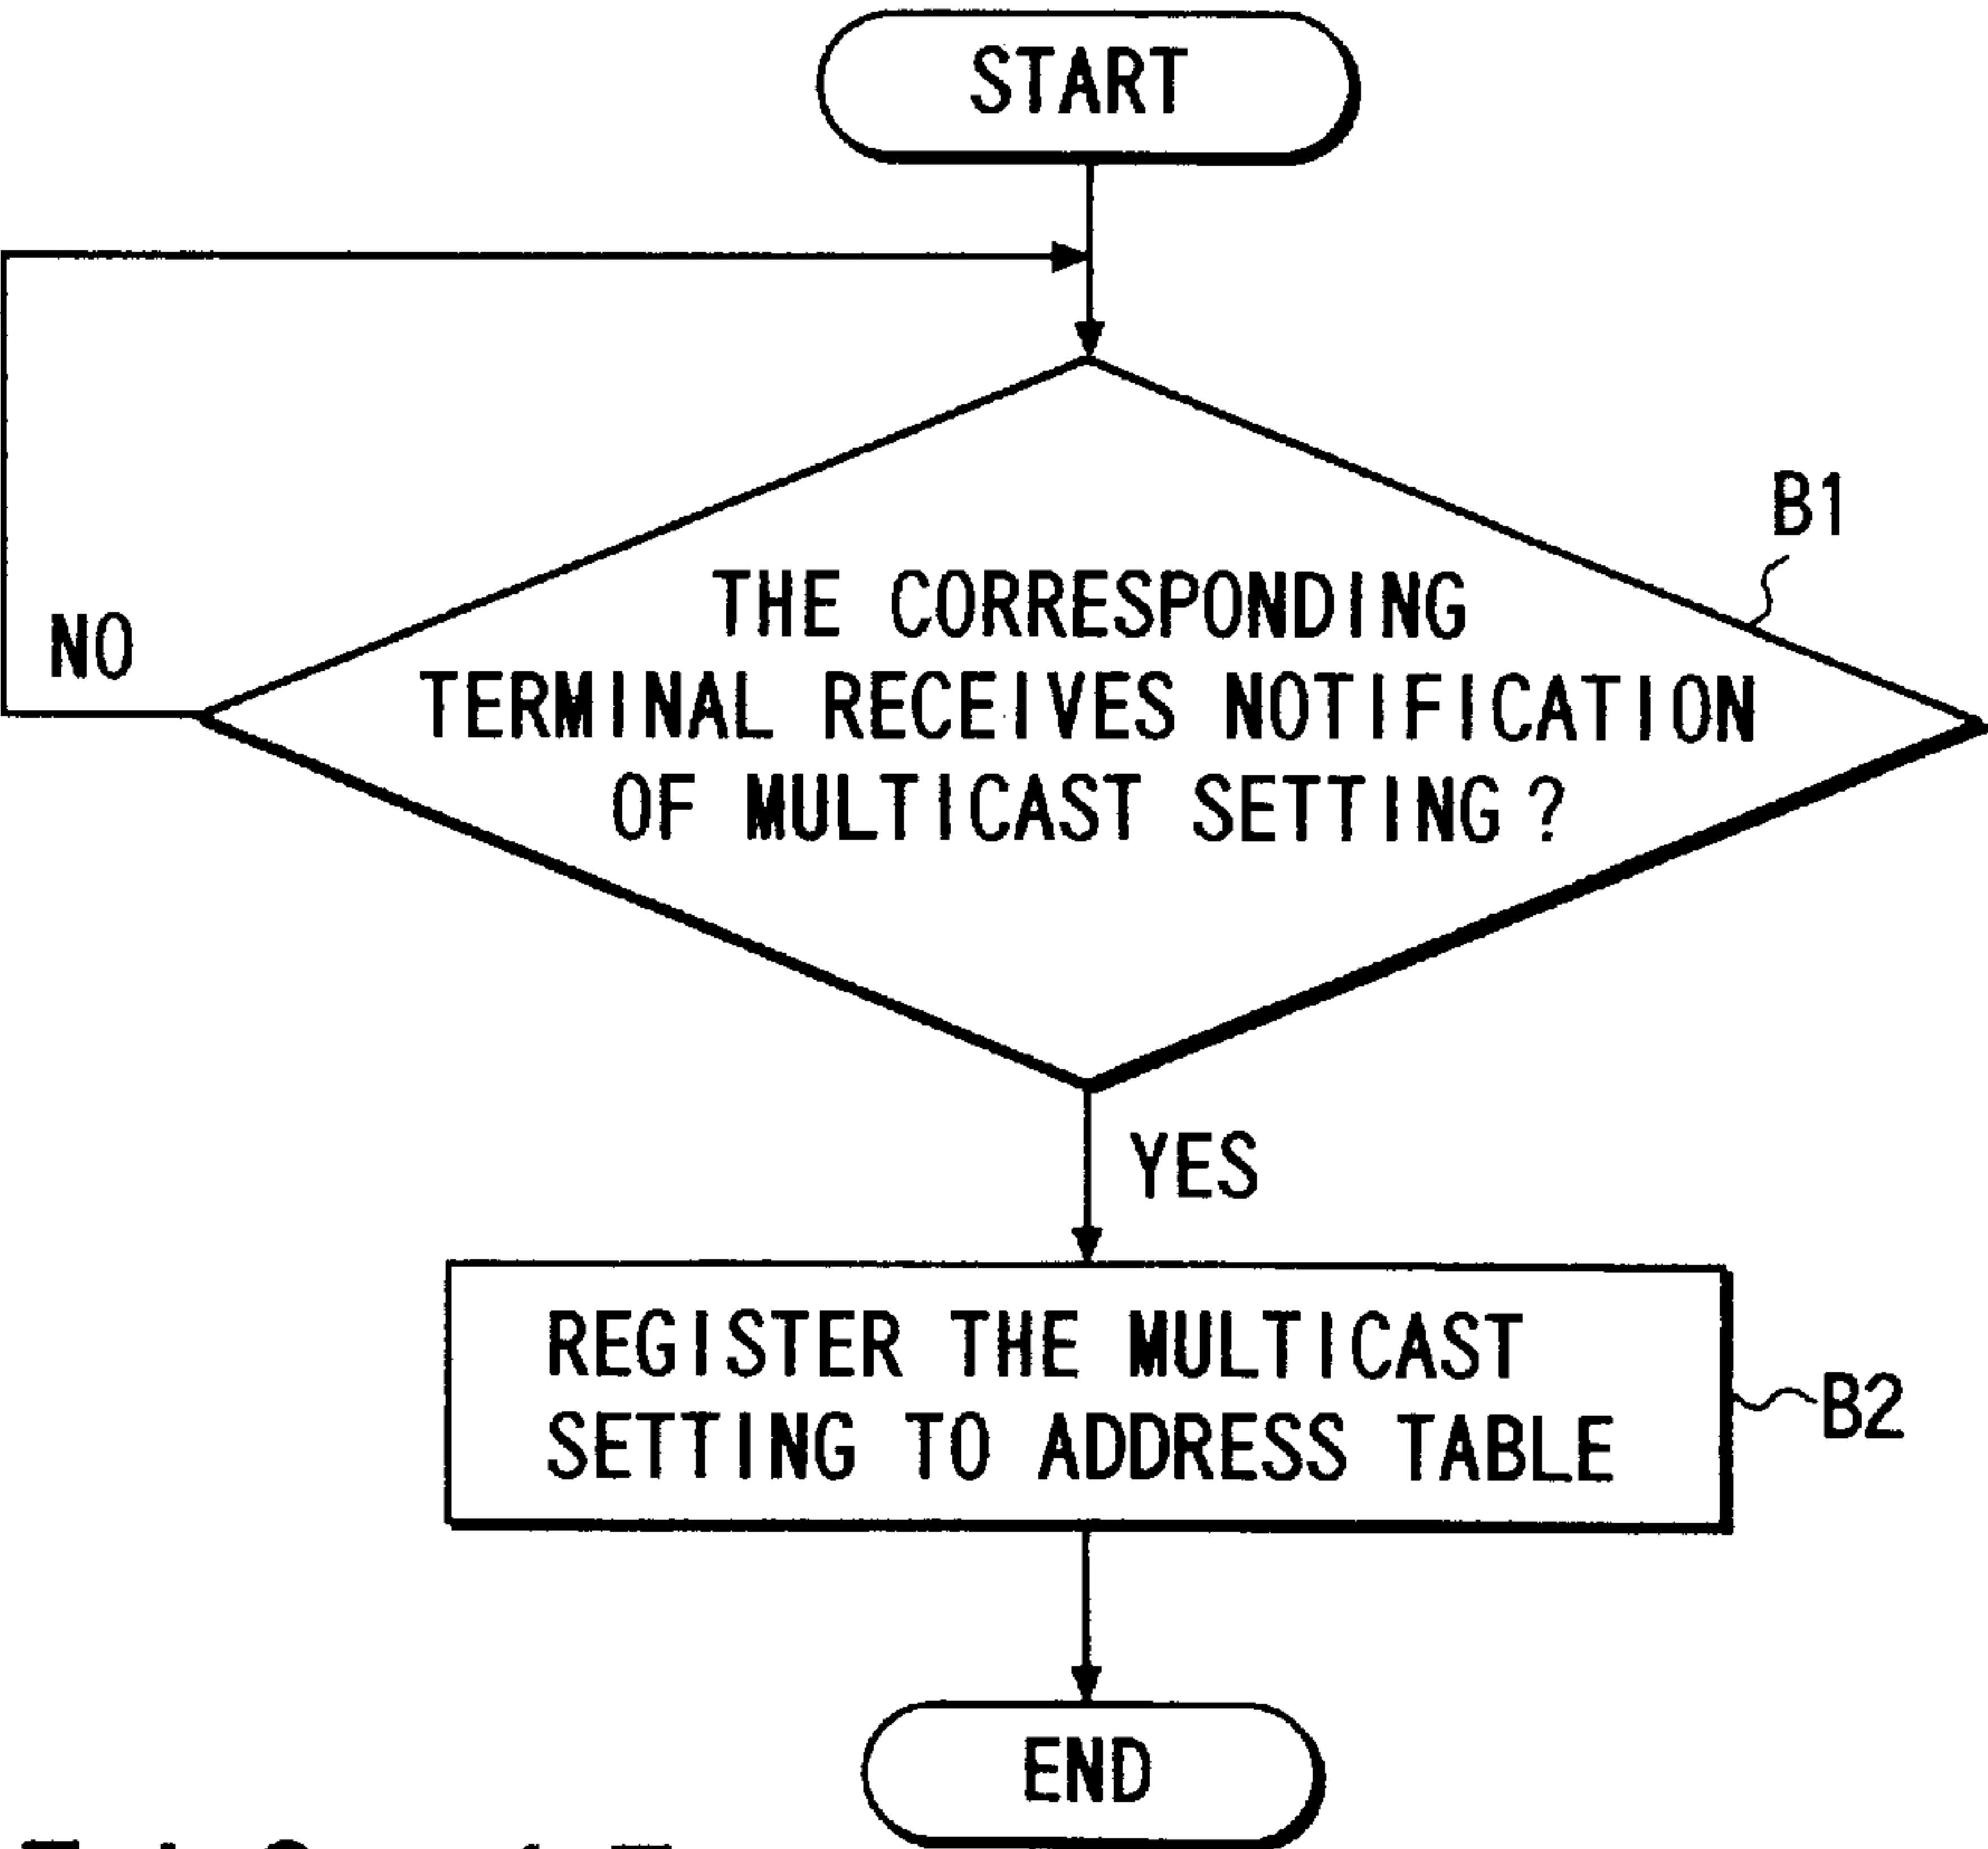 START
B1
THE CORRESPONDING
TERMINAL RECEIVES NOTIFICATION
OF MULTICAST SETTING?
NO
YES
REGISTER THE MULTICAST
SETTING TO ADDRESS TABLE
B2
END